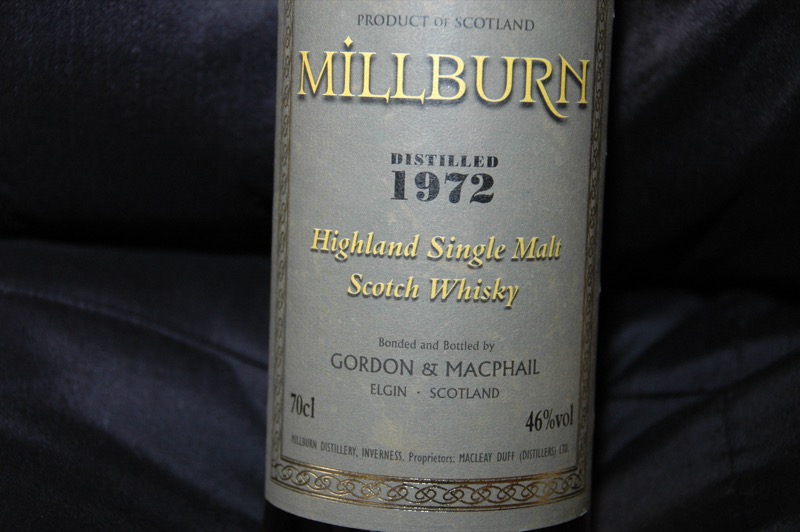 PRODUCT OF SCOTLAND
MILLBURN
DISTILLED
1972
Highland Single Malt
Scotch Whisky
Bonded and Bottled by
GORDON & MACPHAIL
ELGIN · SCOTLAND
70cl
46%vol
MILLBURN DISTILLERY, INVERNESS. Proprietors: MACLEAY DUFF (DISTILLERS) LTD.